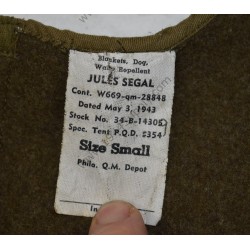 Blankets, Dog,
Water Repellent
JULES SEGAL
Cont. W669-qm-28848
Dated May 3, 1943
Stock No. 34-B-14305
Spec. Tent P.Q.D. #354
Size Small
Phila. Q.M. Depot